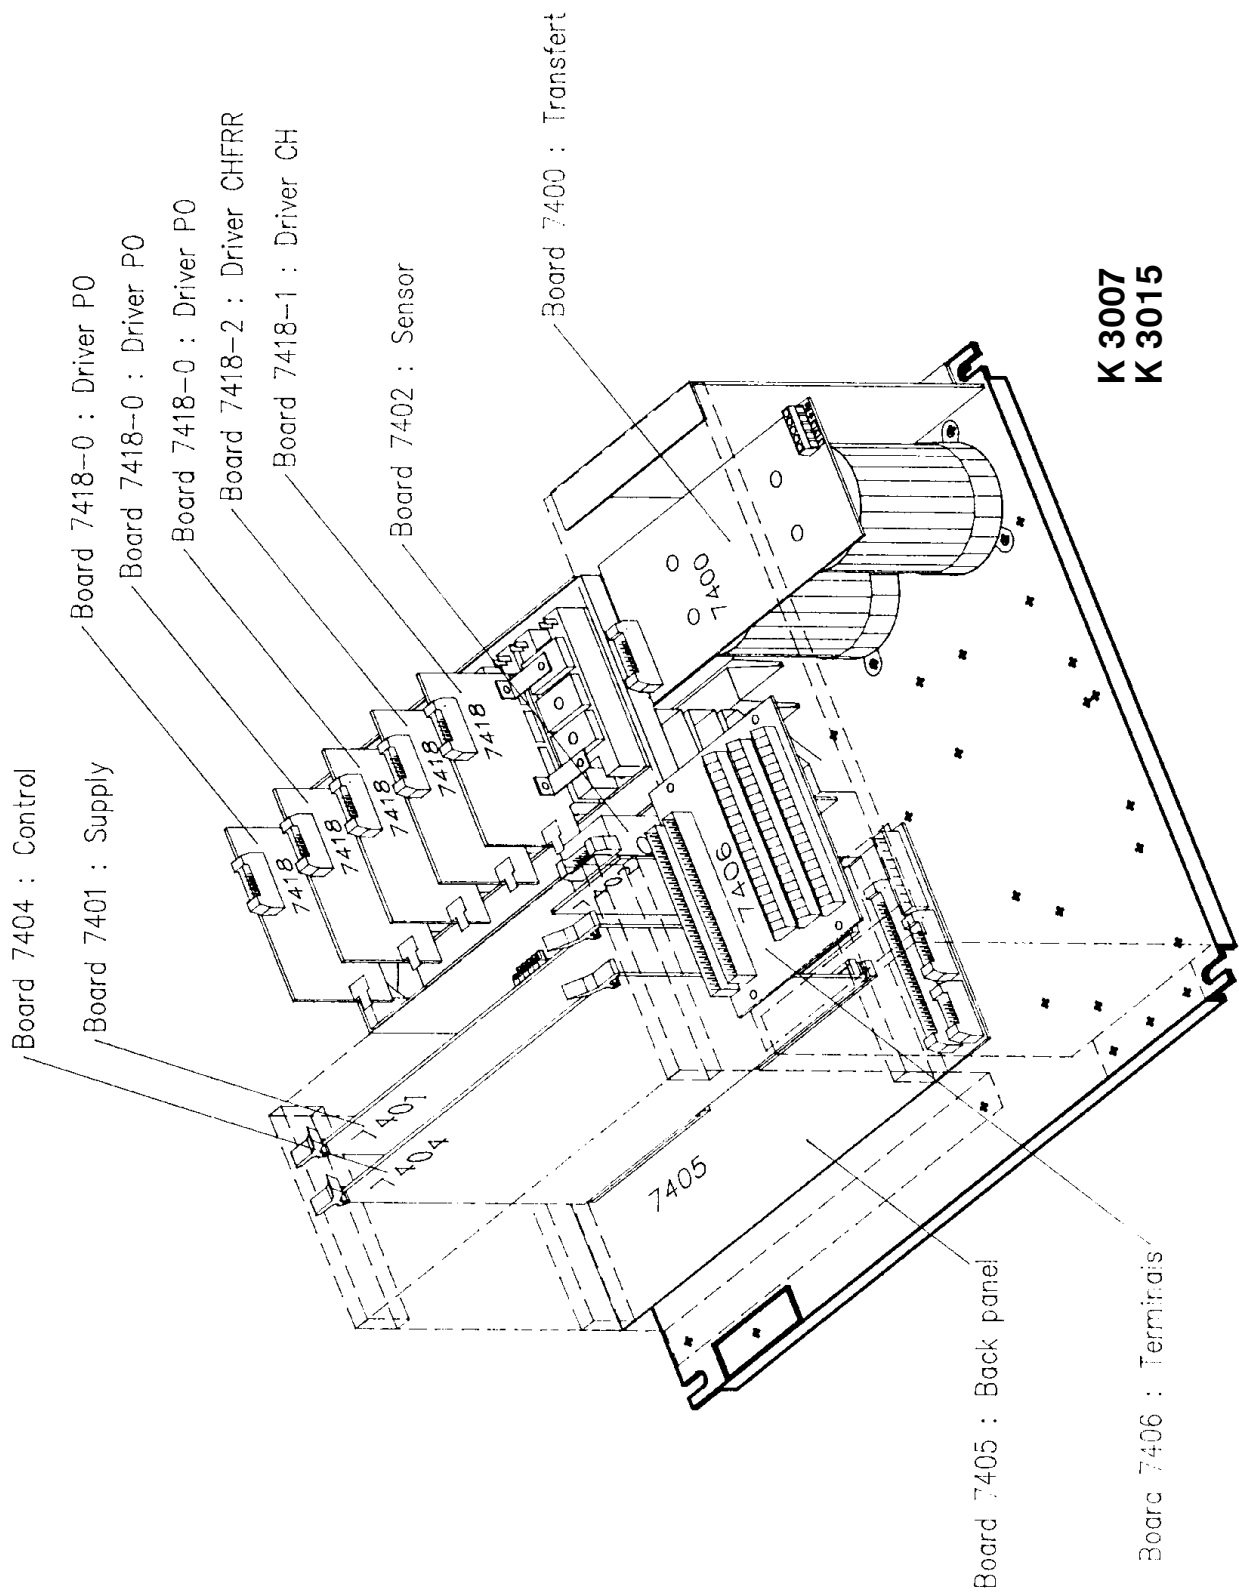 Board 7404 : Control
Board 7401 : Supply
Board 7418-0 : Driver PO
Board 7418-0 : Driver PO
Board 7418-0 : Driver PO
Board 7418-2 : Driver CHFRR
Board 7418-1 : Driver CH
Board 7402 : Sensor
Board 7400 : Transfert
7418
7418
7418
7418
7418
7401
7404
7402
7400
7406
7405
Board 7405 : Back panel
Board 7406 : Terminals
K 3007
K 3015